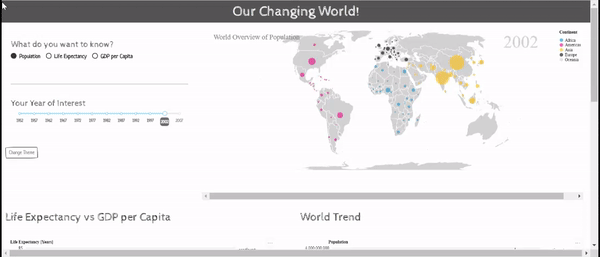 Our Changing World!
What do you want to know?
Population Life Expectancy GDP per Capita
World Overview of Population
2002
Continent
Africa
Americas
Asia
Europe
Oceania
Your Year of Interest
1952 1957 1962 1967 1972 1977 1982 1987 1992 1997 2002 2007
Change Theme
Life Expectancy vs GDP per Capita
World Trend
Life Expectancy (Years)
Population